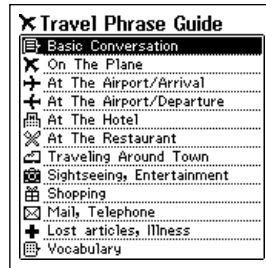 Travel Phrase Guide
Basic Conversation
On The Plane
At The Airport/Arrival
At The Airport/Departure
At The Hotel
At The Restaurant
Traveling Around Town
Sightseeing, Entertainment
Shopping
Mail, Telephone
Lost articles, Illness
Vocabulary